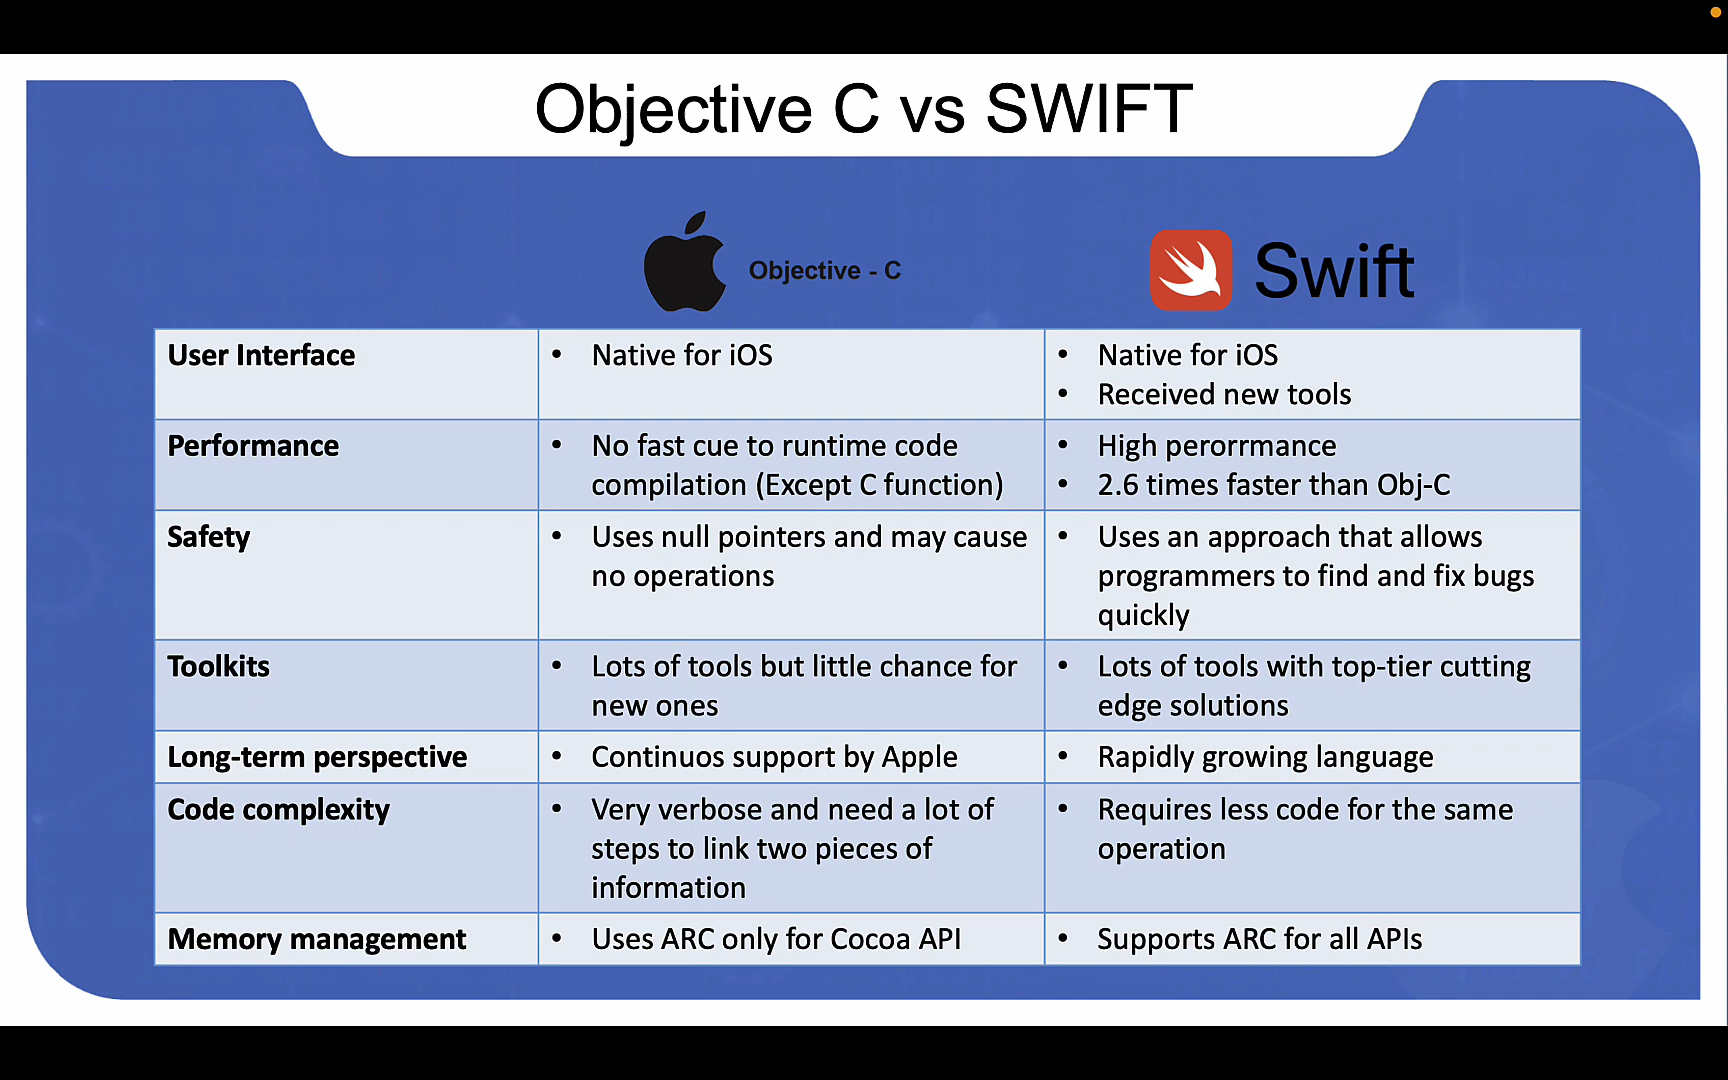 Objective C vs SWIFT
Objective - C
Swift
User Interface
• Native for iOS
• Native for iOS
• Received new tools
Performance
• No fast cue to runtime code
compilation (Except C function)
• High perorrmance
• 2.6 times faster than Obj-C
Safety
• Uses null pointers and may cause
no operations
• Uses an approach that allows
programmers to find and fix bugs
quickly
Toolkits
• Lots of tools but little chance for
new ones
• Lots of tools with top-tier cutting
edge solutions
Long-term perspective
• Continuos support by Apple
• Rapidly growing language
Code complexity
• Very verbose and need a lot of
steps to link two pieces of
information
• Requires less code for the same
operation
Memory management
• Uses ARC only for Cocoa API
• Supports ARC for all APIs